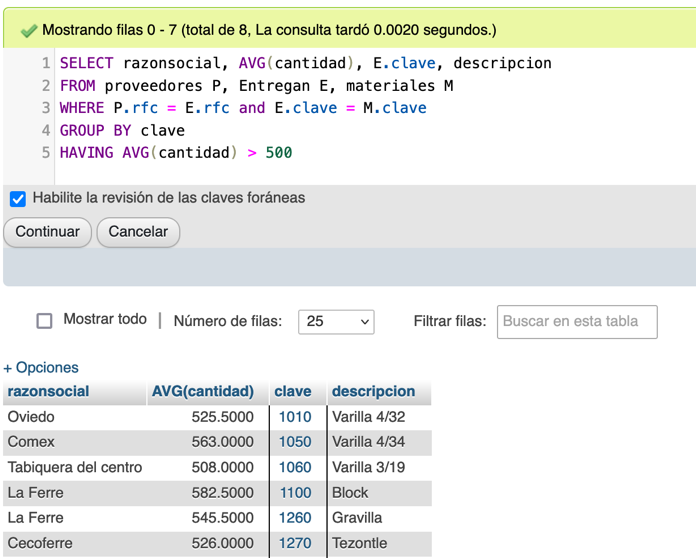 Mostrando filas 0 - 7 (total de 8, La consulta tardó 0.0020 segundos.)
1 SELECT razonsocial, AVG(cantidad), E.clave, descripcion
2 FROM proveedores P, Entregan E, materiales M
3 WHERE P.rfc = E.rfc and E.clave = M.clave
4 GROUP BY clave
5 HAVING AVG(cantidad) > 500
Habilite la revisión de las claves foráneas
Continuar Cancelar
Mostrar todo | Número de filas: 25 Filtrar filas: Buscar en esta tabla
+ Opciones
razonsocial AVG(cantidad) clave descripcion
Oviedo 525.5000 1010 Varilla 4/32
Comex 563.0000 1050 Varilla 4/34
Tabiquera del centro 508.0000 1060 Varilla 3/19
La Ferre 582.5000 1100 Block
La Ferre 545.5000 1260 Gravilla
Cecoferre 526.0000 1270 Tezontle